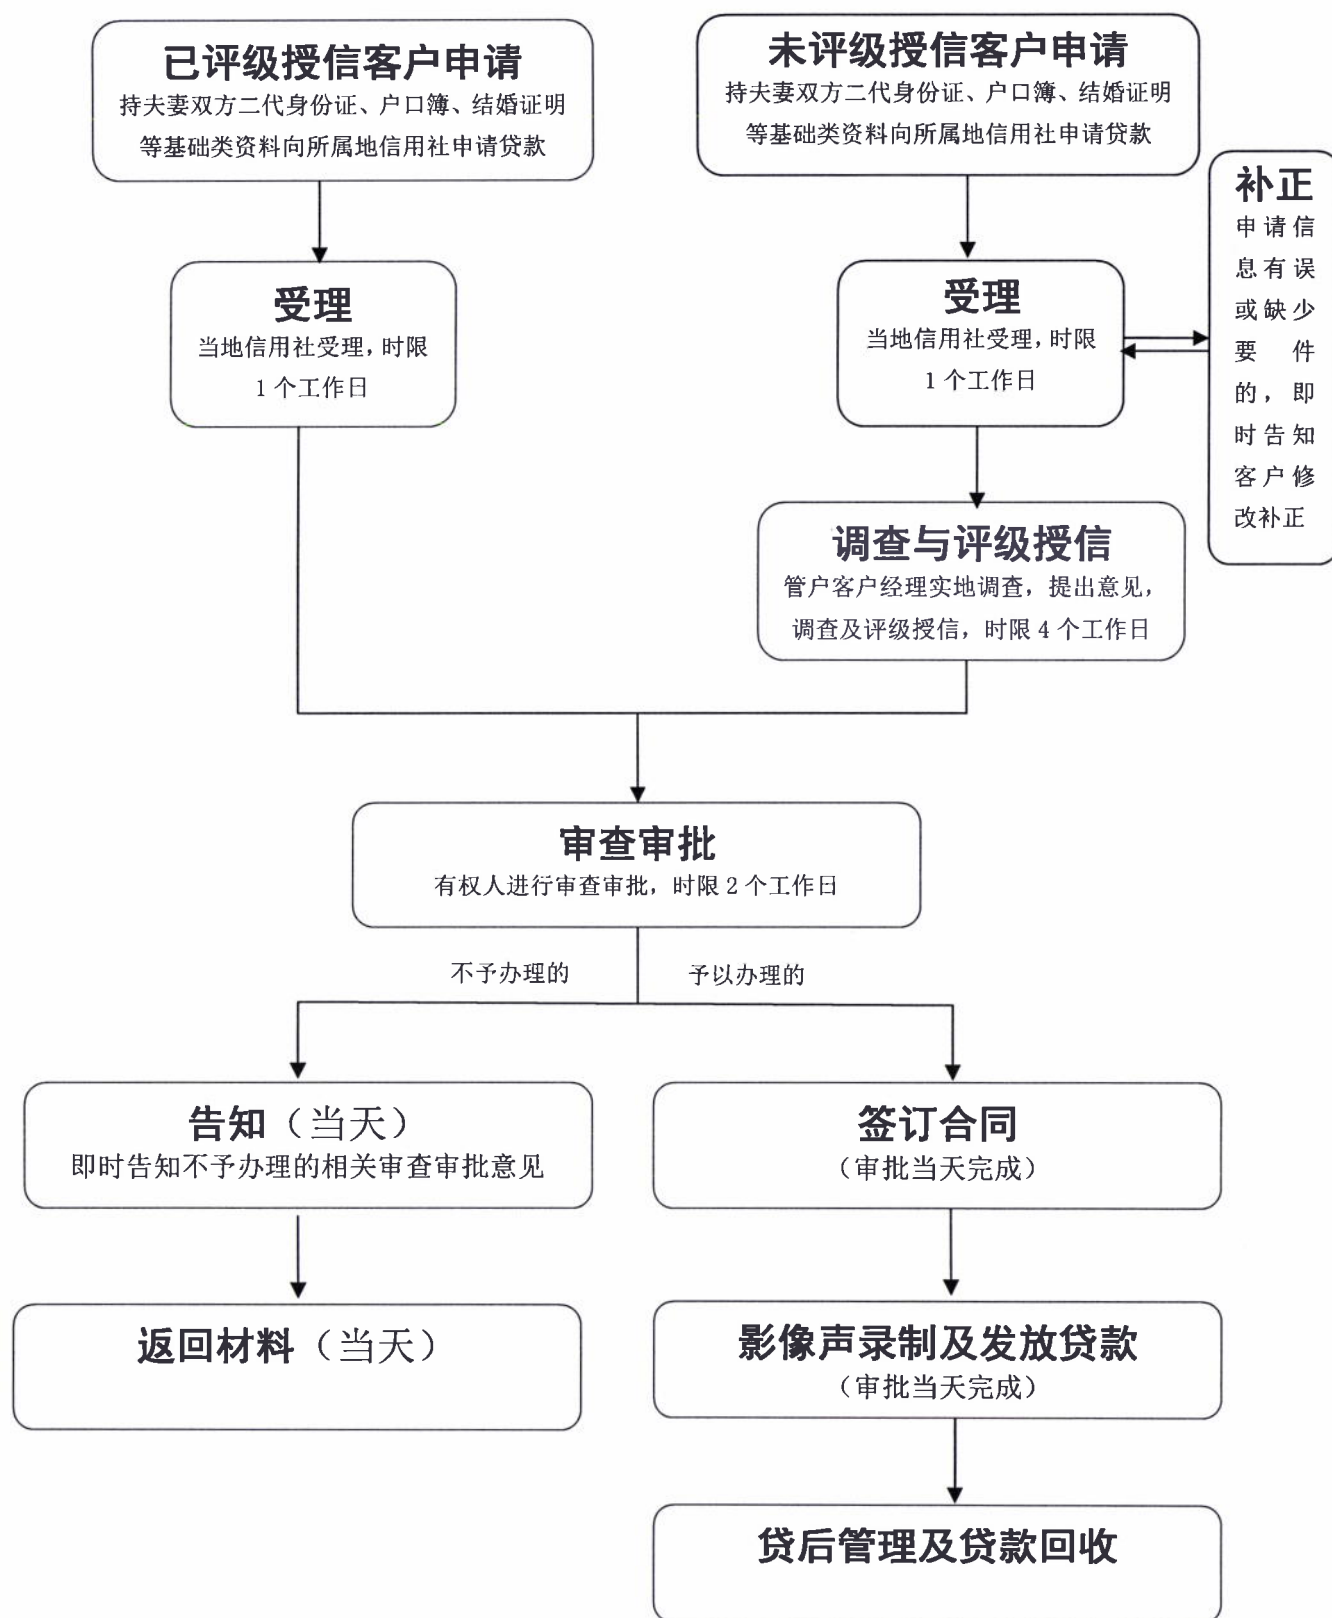 已评级授信客户申请
持夫妻双方二代身份证、户口簿、结婚证明
等基础类资料向所属地信用社申请贷款
未评级授信客户申请
持夫妻双方二代身份证、户口簿、结婚证明
等基础类资料向所属地信用社申请贷款
受理
当地信用社受理,时限
1 个工作日
受理
当地信用社受理,时限
1 个工作日
补正
申请信
息有误
或缺少
要件
的，即
时告知
客户修
改补正
调查与评级授信
管户客户经理实地调查，提出意见，
调查及评级授信，时限 4 个工作日
审查审批
有权人进行审查审批，时限 2 个工作日
不予办理的
予以办理的
告知（当天）
即时告知不予办理的相关审查审批意见
签订合同
（审批当天完成）
返回材料（当天）
影像声录制及发放贷款
（审批当天完成）
贷后管理及贷款回收